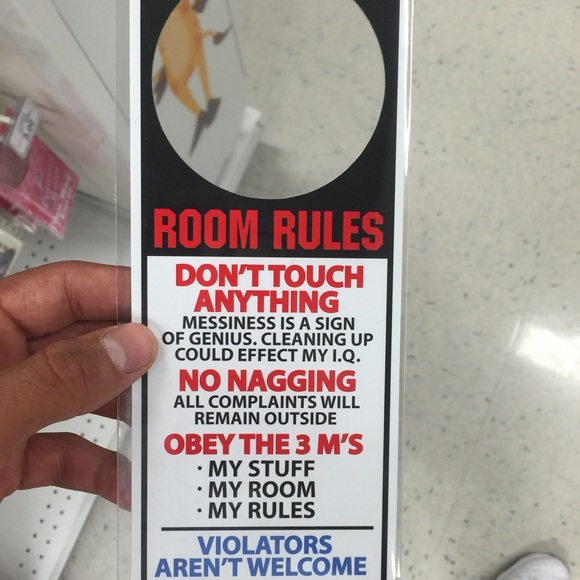 ROOM RULES
DON'T TOUCH
ANYTHING
MESSINESS IS A SIGN
OF GENIUS. CLEANING UP
COULD EFFECT MY I.Q.
NO NAGGING
ALL COMPLAINTS WILL
REMAIN OUTSIDE
OBEY THE 3 M'S
· MY STUFF
· MY ROOM
· MY RULES
VIOLATORS
AREN'T WELCOME